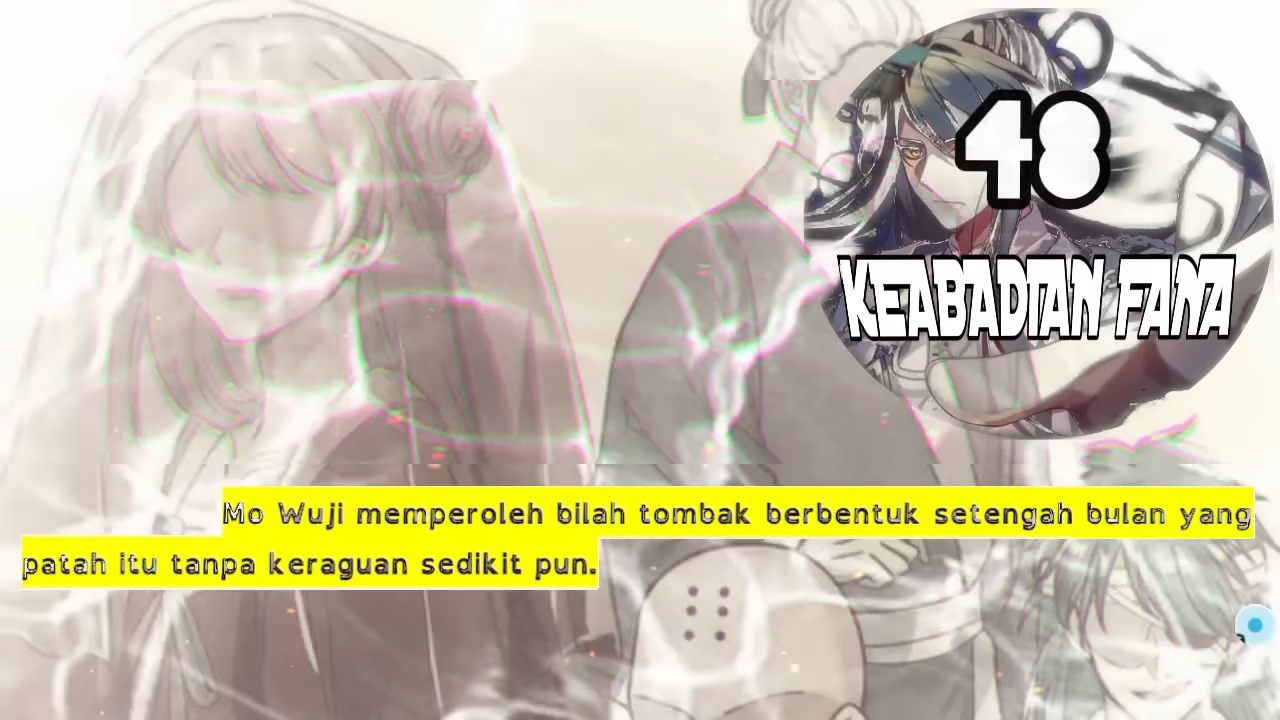 48
KEABADIAN FANA
Mo Wuji memperoleh bilah tombak berbentuk setengah bulan yang
patah itu tanpa keraguan sedikit pun.